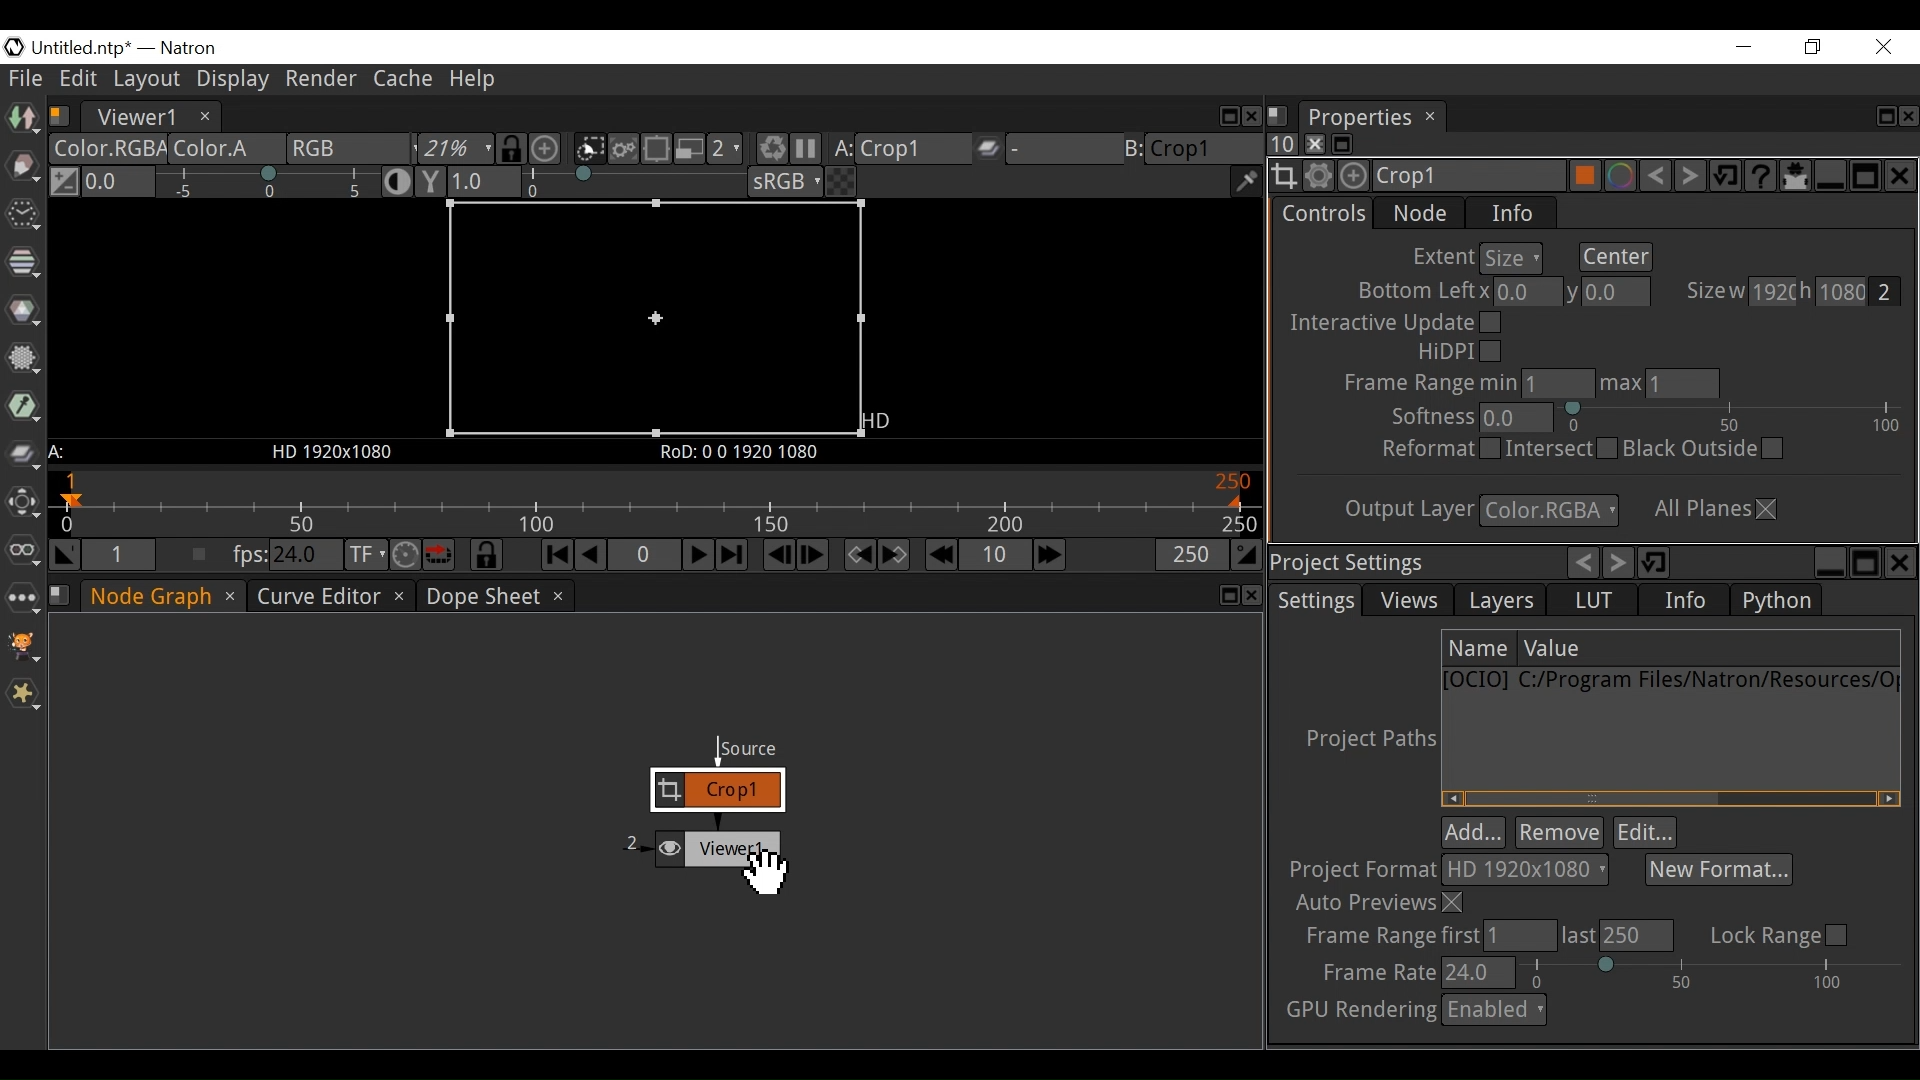 Untitled.ntp* — Natron
File Edit Layout Display Render Cache Help
Viewer1
Color.RGBA Color.A RGB 21% 2 A: Crop1 - B: Crop1
0.0 -5 0 5 Y 1.0 0 sRGB
HD
A: HD 1920x1080 RoD: 0 0 1920 1080
1 250
0 50 100 150 200 250
1 fps: 24.0 TF 0 10 250
Node Graph Curve Editor Dope Sheet
Source
Crop1
2 Viewer1
Properties
10
Crop1
Controls Node Info
Extent Size Center
Bottom Left x 0.0 y 0.0 Size w 1920 h 1080 2
Interactive Update
HiDPI
Frame Range min 1 max 1
Softness 0.0 0 50 100
Reformat Intersect Black Outside
Output Layer Color.RGBA All Planes
Project Settings
Settings Views Layers LUT Info Python
Name Value
[OCIO] C:/Program Files/Natron/Resources/Op
Project Paths
Add... Remove Edit...
Project Format HD 1920x1080 New Format...
Auto Previews
Frame Range first 1 last 250 Lock Range
Frame Rate 24.0 0 50 100
GPU Rendering Enabled